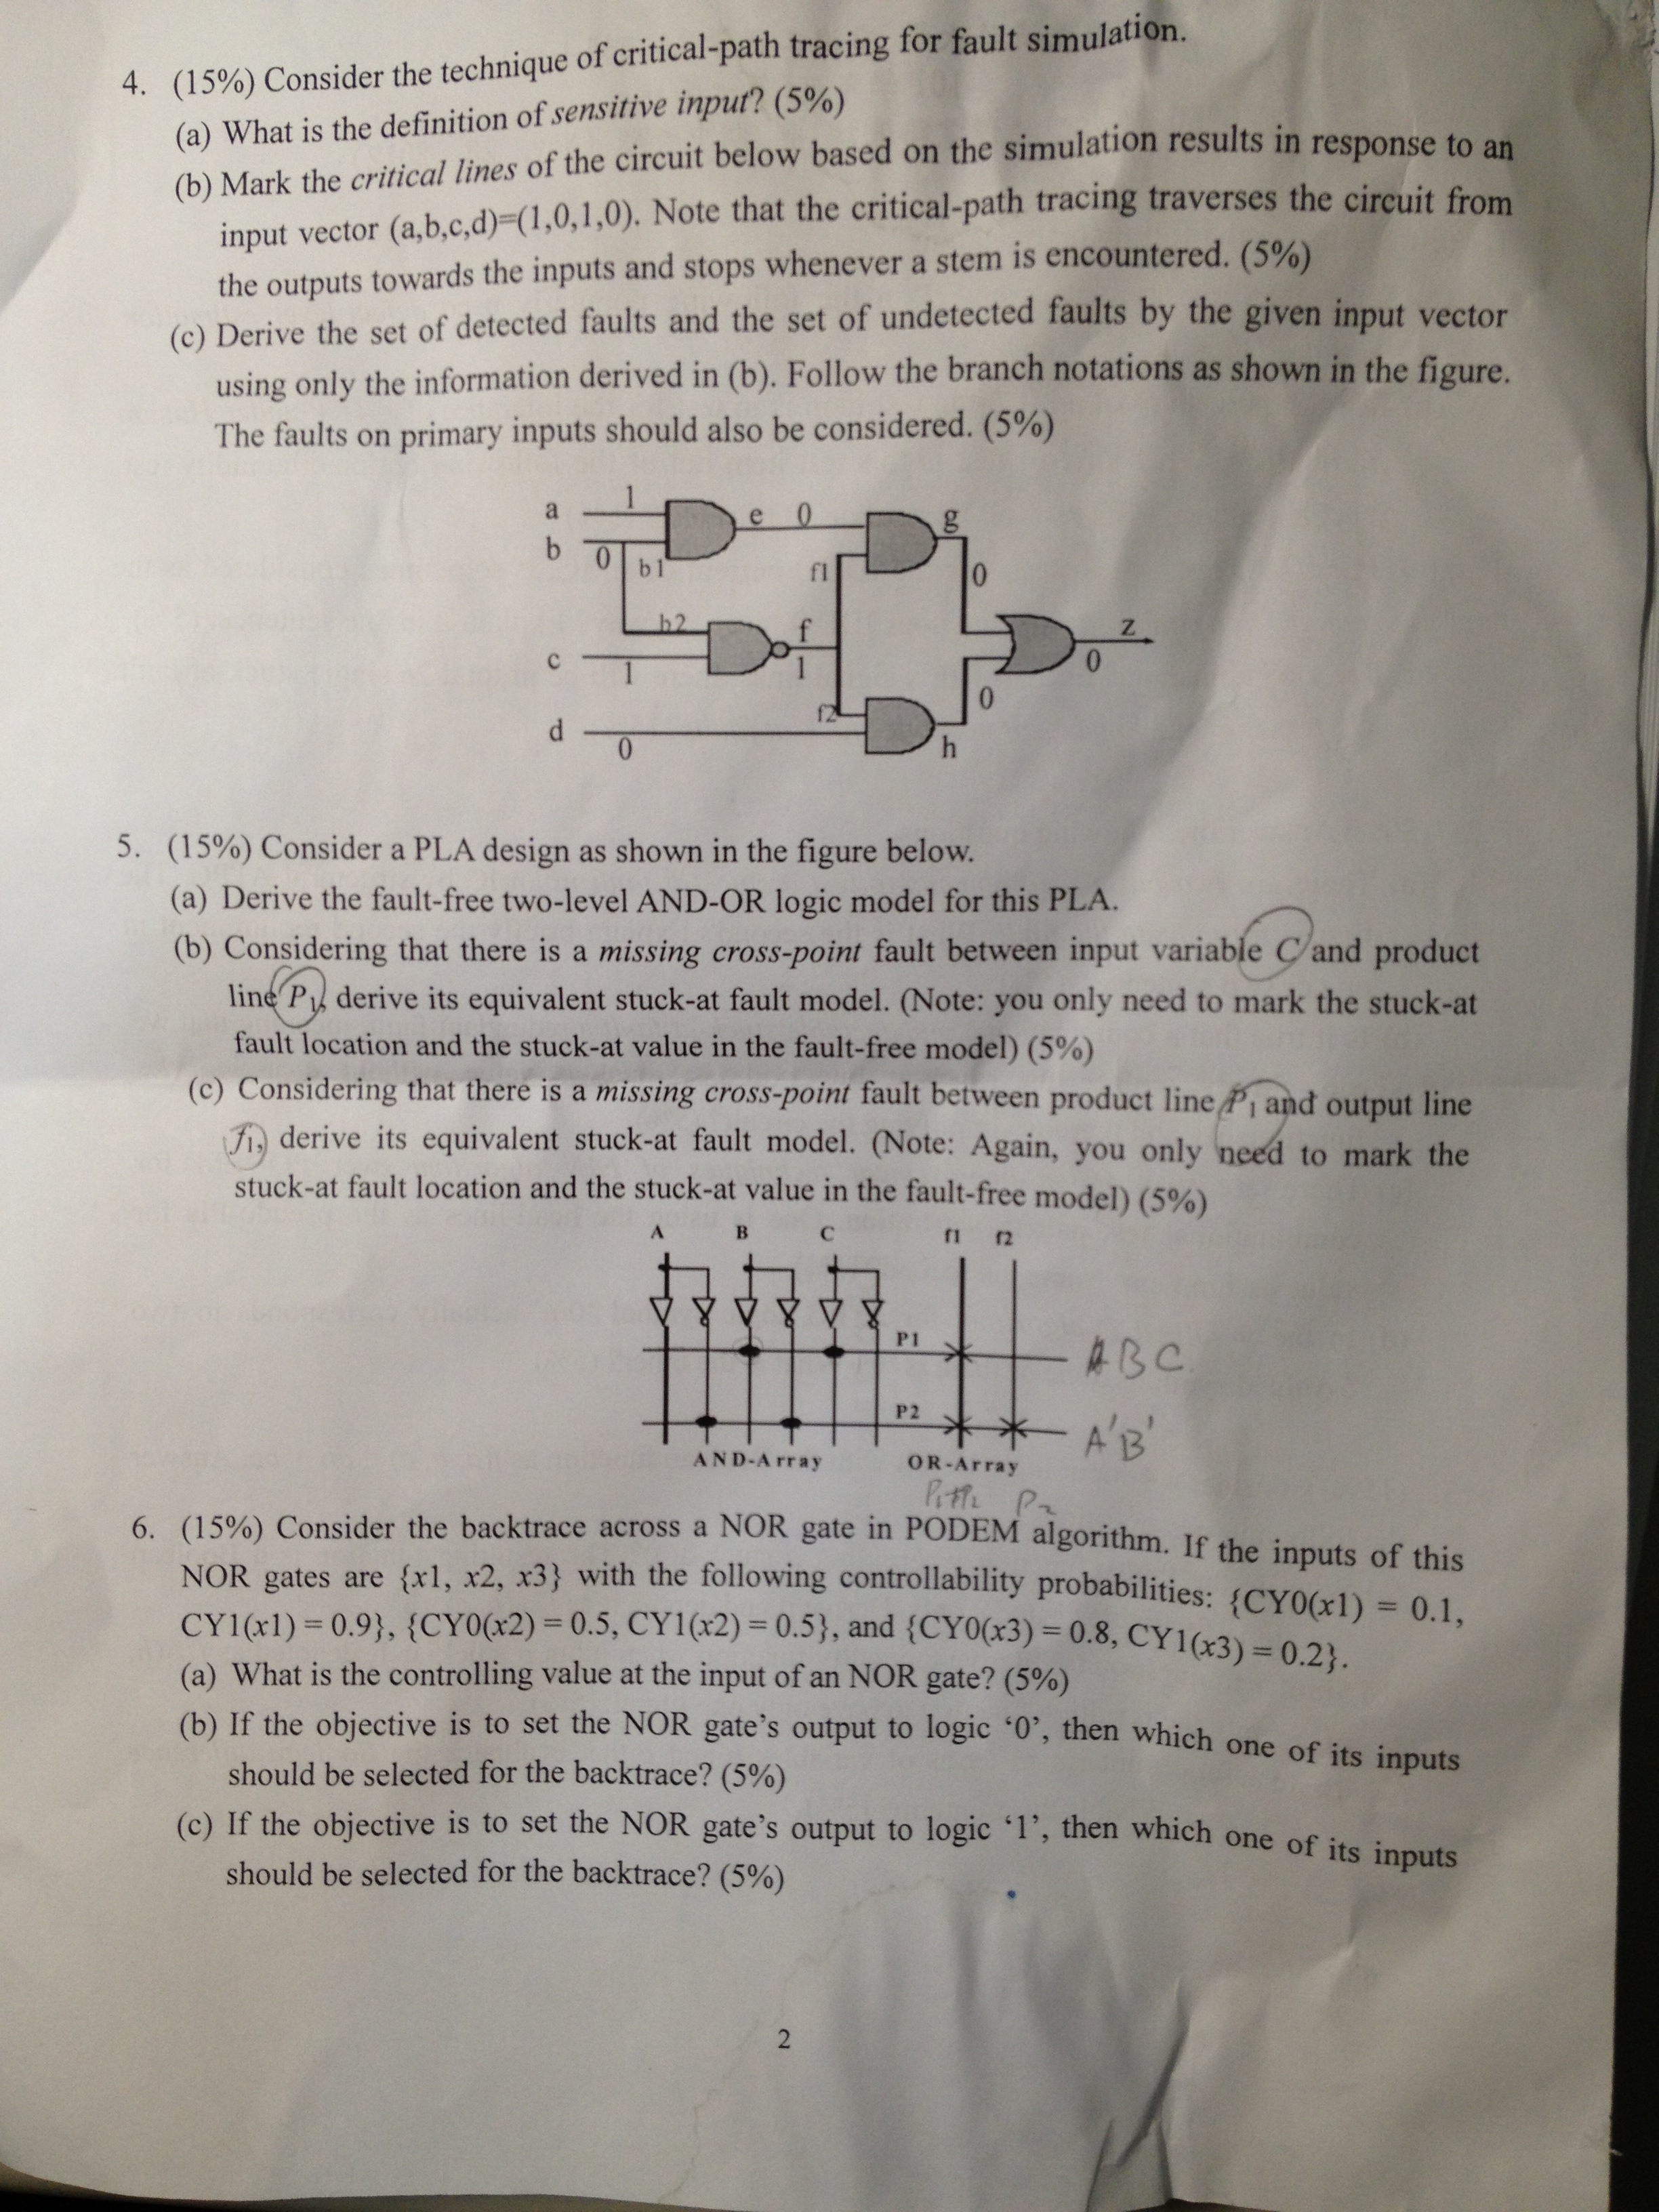 4. (15%) Consider the technique of critical-path tracing for fault simulation.
(a) What is the definition of sensitive input? (5%)
(b) Mark the critical lines of the circuit below based on the simulation results in response to an
input vector (a,b,c,d)=(1,0,1,0). Note that the critical-path tracing traverses the circuit from
the outputs towards the inputs and stops whenever a stem is encountered. (5%)
(c) Derive the set of detected faults and the set of undetected faults by the given input vector
using only the information derived in (b). Follow the branch notations as shown in the figure.
The faults on primary inputs should also be considered. (5%)
a 1 e 0 g
b 0 b1 f1 0
b2 f z
c 1 1 0
f2 0
d 0 h
5. (15%) Consider a PLA design as shown in the figure below.
(a) Derive the fault-free two-level AND-OR logic model for this PLA.
(b) Considering that there is a missing cross-point fault between input variable C and product
line P1, derive its equivalent stuck-at fault model. (Note: you only need to mark the stuck-at
fault location and the stuck-at value in the fault-free model) (5%)
(c) Considering that there is a missing cross-point fault between product line P1 and output line
f1, derive its equivalent stuck-at fault model. (Note: Again, you only need to mark the
stuck-at fault location and the stuck-at value in the fault-free model) (5%)
A B C f1 f2
P1 ABC
P2 A'B'
AND-Array OR-Array
P1+P2 P2
6. (15%) Consider the backtrace across a NOR gate in PODEM algorithm. If the inputs of this
NOR gates are {x1, x2, x3} with the following controllability probabilities: {CY0(x1) = 0.1,
CY1(x1) = 0.9}, {CY0(x2) = 0.5, CY1(x2) = 0.5}, and {CY0(x3) = 0.8, CY1(x3) = 0.2}.
(a) What is the controlling value at the input of an NOR gate? (5%)
(b) If the objective is to set the NOR gate's output to logic ‘0’, then which one of its inputs
should be selected for the backtrace? (5%)
(c) If the objective is to set the NOR gate's output to logic ‘1’, then which one of its inputs
should be selected for the backtrace? (5%)
2